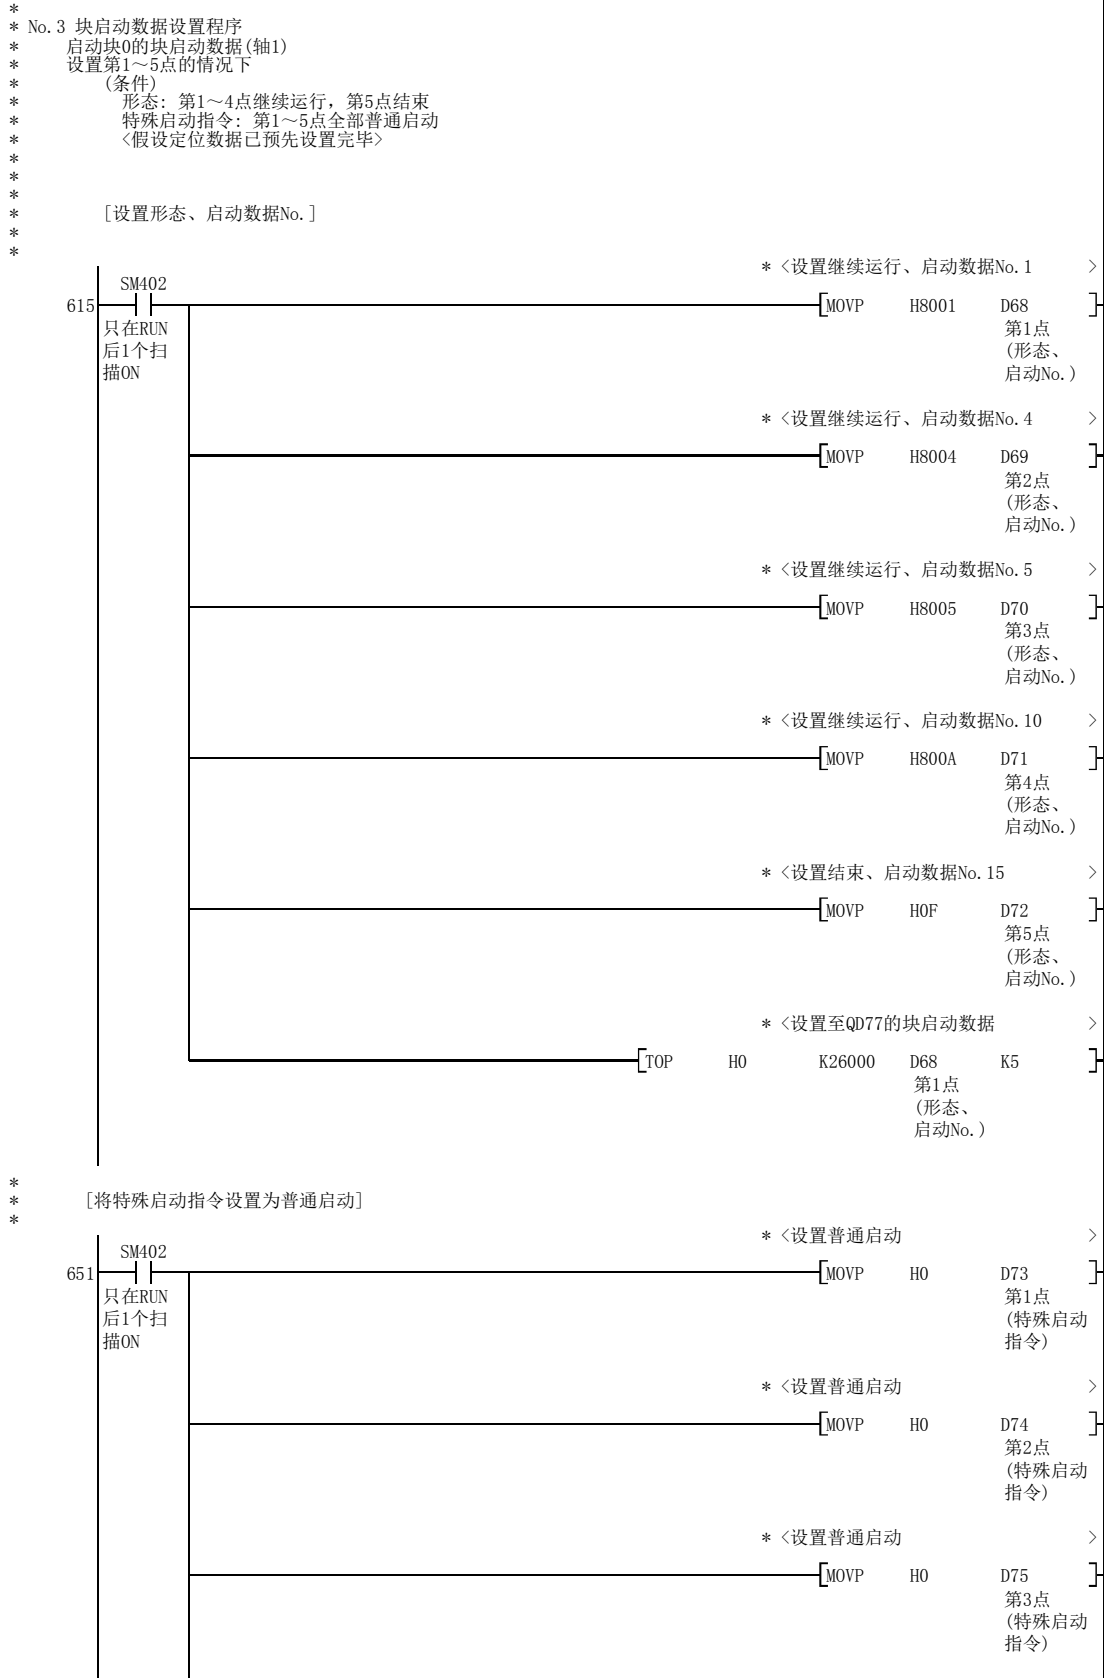 *
* No.3 块启动数据设置程序
* 启动块0的块启动数据(轴1)
* 设置第1～5点的情况下
* (条件)
* 形态: 第1～4点继续运行, 第5点结束
* 特殊启动指令: 第1～5点全部普通启动
* <假设定位数据已预先设置完毕>
*
*
*
* [设置形态、启动数据No.]
*
*
* <设置继续运行、启动数据No.1 >
SM402
615 [MOVP H8001 D68 ]
只在RUN 第1点
后1个扫 (形态、
描ON 启动No.)
* <设置继续运行、启动数据No.4 >
[MOVP H8004 D69 ]
第2点
(形态、
启动No.)
* <设置继续运行、启动数据No.5 >
[MOVP H8005 D70 ]
第3点
(形态、
启动No.)
* <设置继续运行、启动数据No.10 >
[MOVP H800A D71 ]
第4点
(形态、
启动No.)
* <设置结束、启动数据No.15 >
[MOVP H0F D72 ]
第5点
(形态、
启动No.)
* <设置至QD77的块启动数据 >
[TOP H0 K26000 D68 K5 ]
第1点
(形态、
启动No.)
*
* [将特殊启动指令设置为普通启动]
*
* <设置普通启动 >
SM402
651 [MOVP H0 D73 ]
只在RUN 第1点
后1个扫 (特殊启动
描ON 指令)
* <设置普通启动 >
[MOVP H0 D74 ]
第2点
(特殊启动
指令)
* <设置普通启动 >
[MOVP H0 D75 ]
第3点
(特殊启动
指令)